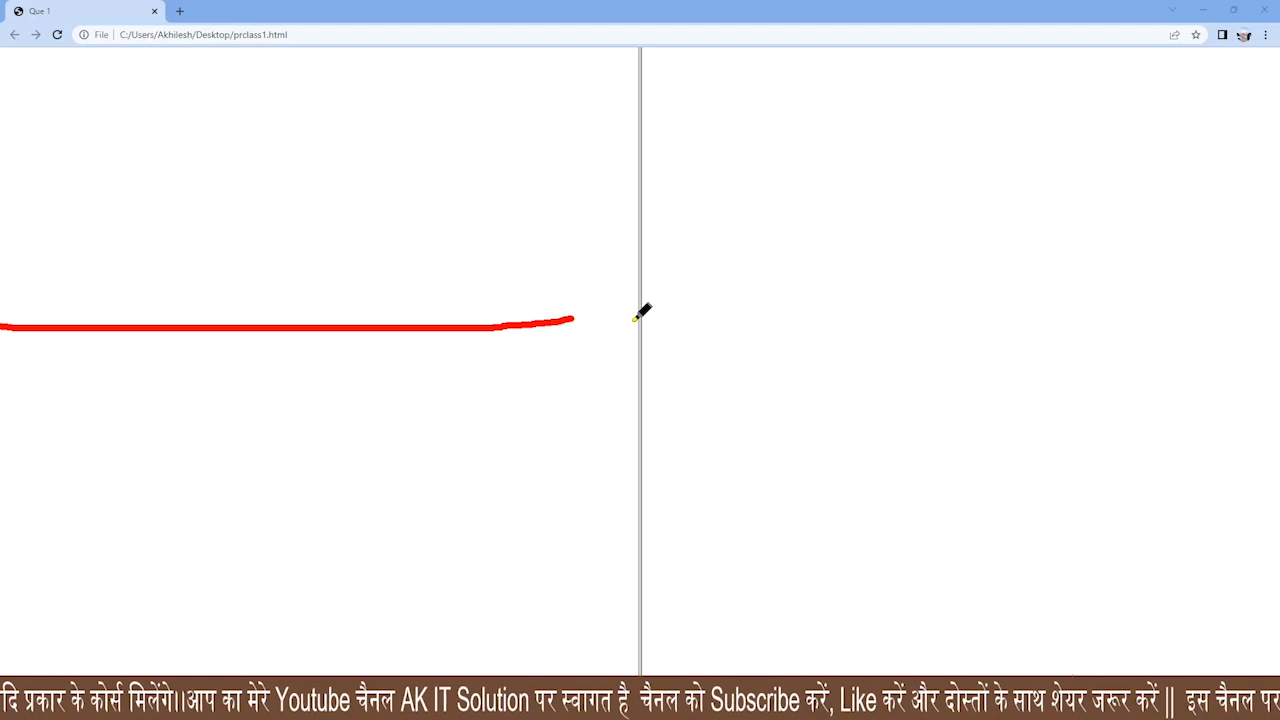 Que 1
File
C:/Users/Akhilesh/Desktop/prclass1.html
दि प्रकार के कोर्स मिलेंगे।।आप का मेरे Youtube चैनल AK IT Solution पर स्वागत है चैनल को Subscribe करें, Like करें और दोस्तों के साथ शेयर जरूर करें || इस चैनल पर